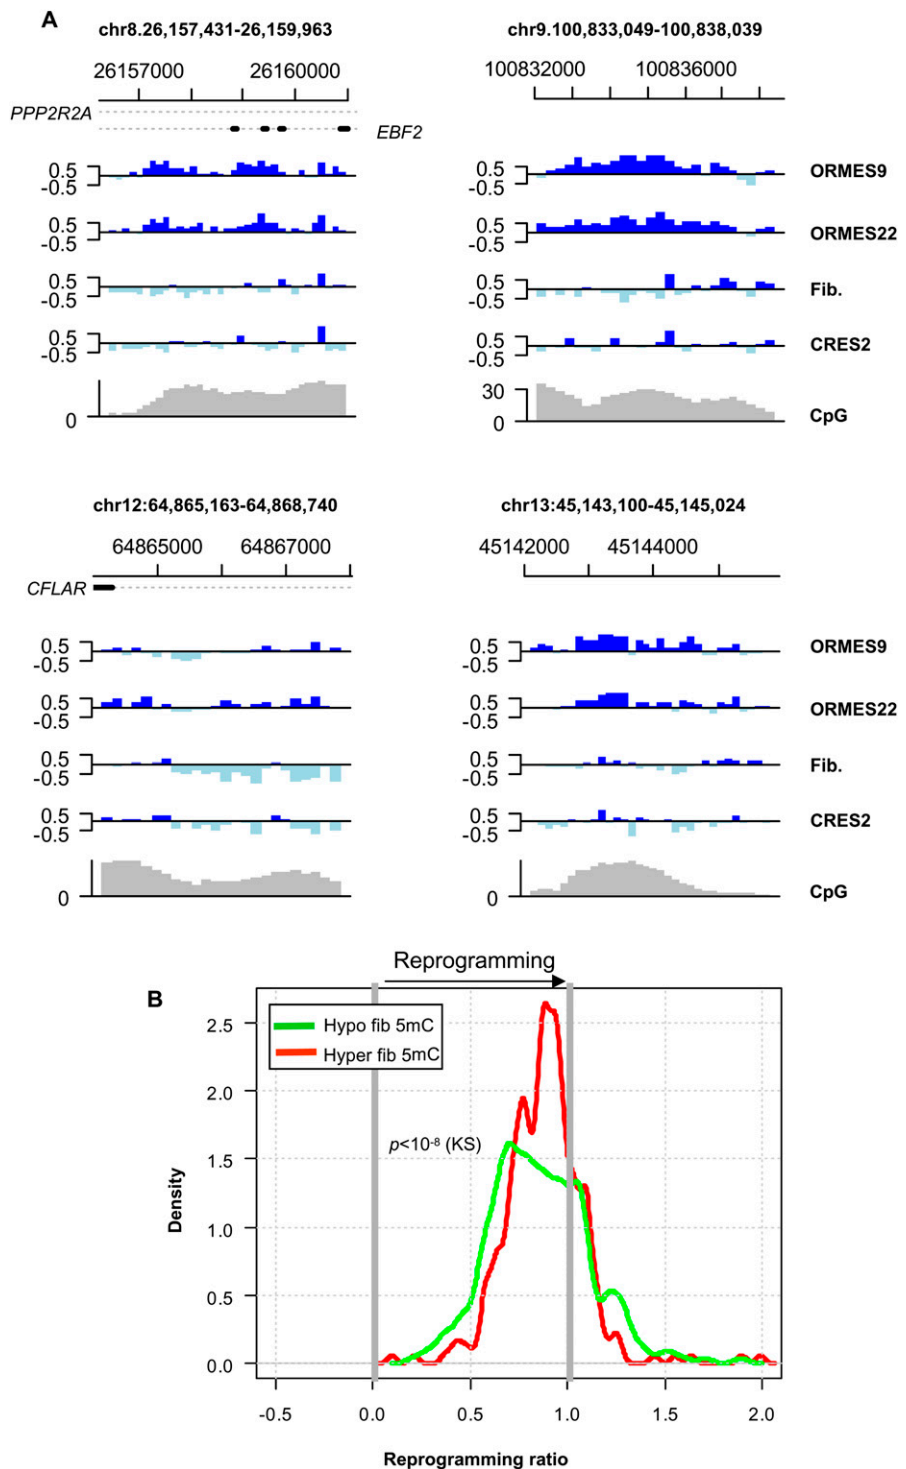 A
chr8.26,157,431-26,159,963
26157000 26160000
PPP2R2A
EBF2
0.5
-0.5
0.5
-0.5
0.5
-0.5
0.5
-0.5
0
chr9.100,833,049-100,838,039
100832000 100836000
0.5
-0.5
ORMES9
0.5
-0.5
ORMES22
0.5
-0.5
Fib.
0.5
-0.5
CRES2
30
0
CpG
chr12:64,865,163-64,868,740
64865000 64867000
CFLAR
0.5
-0.5
0.5
-0.5
0.5
-0.5
0.5
-0.5
0
chr13:45,143,100-45,145,024
45142000 45144000
0.5
-0.5
ORMES9
0.5
-0.5
ORMES22
0.5
-0.5
Fib.
0.5
-0.5
CRES2
0
CpG
B
Reprogramming
Hypo fib 5mC
Hyper fib 5mC
p<10-8 (KS)
2.5
2.0
1.5
1.0
0.5
0.0
Density
-0.5 0.0 0.5 1.0 1.5 2.0
Reprogramming ratio